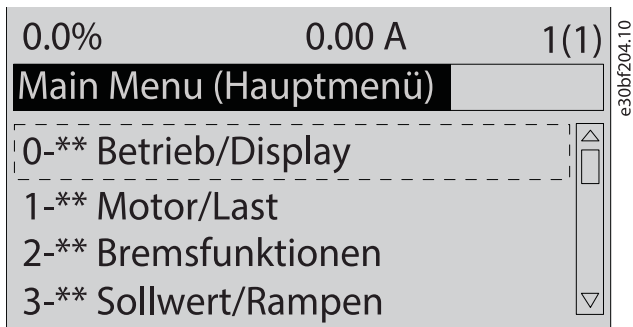 0.0% 0.00 A 1(1)
Main Menu (Hauptmenü)
0-** Betrieb/Display
1-** Motor/Last
2-** Bremsfunktionen
3-** Sollwert/Rampen
e30bf204.10